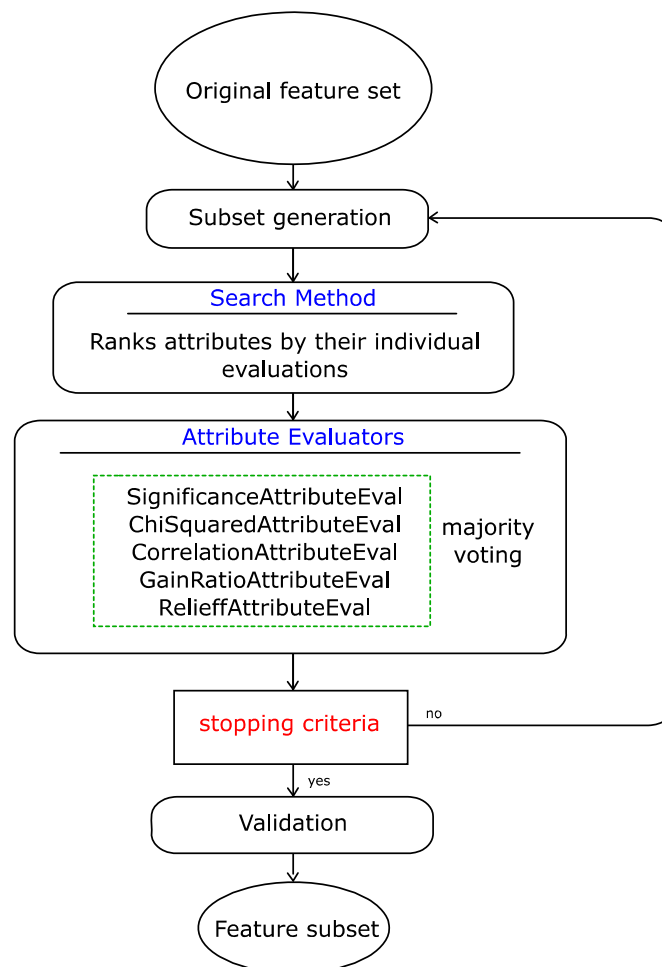 Original feature set
Subset generation
Search Method
Ranks attributes by their individual
evaluations
Attribute Evaluators
SignificanceAttributeEval
ChiSquaredAttributeEval
CorrelationAttributeEval
GainRatioAttributeEval
RelieffAttributeEval
majority
voting
stopping criteria
no
yes
Validation
Feature subset